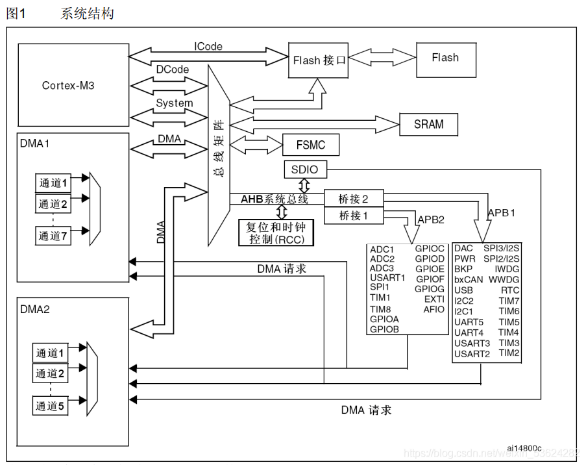 图1 系统结构
ICode
DCode
System
DMA
Cortex-M3
Flash 接口
Flash
总线矩阵
SRAM
FSMC
SDIO
DMA1
通道1
通道2
通道7
AHB系统总线
桥接2
桥接1
复位和时钟
控制(RCC)
APB2
APB1
DMA
DMA 请求
ADC1 GPIOC
ADC2 GPIOD
ADC3 GPIOE
USART1 GPIOF
SPI1 GPIOG
TIM1 EXTI
TIM8 AFIO
GPIOA
GPIOB
DAC SPI3/I2S
PWR SPI2/I2S
BKP IWDG
bxCAN WWDG
USB RTC
I2C2 TIM7
I2C1 TIM6
UART5 TIM5
UART4 TIM4
USART3 TIM3
USART2 TIM2
DMA2
通道1
通道2
通道5
DMA 请求
ai14800c